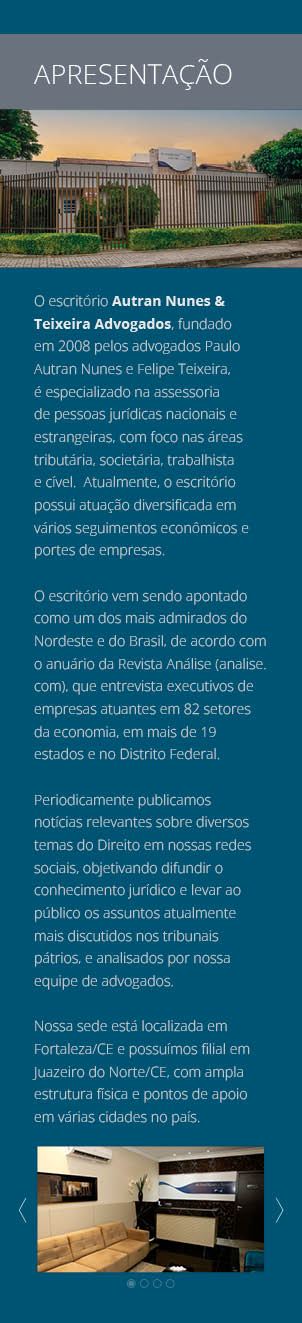 APRESENTAÇÃO
O escritório Autran Nunes &
Teixeira Advogados, fundado
em 2008 pelos advogados Paulo
Autran Nunes e Felipe Teixeira,
é especializado na assessoria
de pessoas jurídicas nacionais e
estrangeiras, com foco nas áreas
tributária, societária, trabalhista
e cível.  Atualmente, o escritório
possui atuação diversificada em
vários seguimentos econômicos e
portes de empresas.
O escritório vem sendo apontado
como um dos mais admirados do
Nordeste e do Brasil, de acordo com
o anuário da Revista Análise (analise.
com), que entrevista executivos de
empresas atuantes em 82 setores
da economia, em mais de 19
estados e no Distrito Federal.
Periodicamente publicamos
notícias relevantes sobre diversos
temas do Direito em nossas redes
sociais, objetivando difundir o
conhecimento jurídico e levar ao
público os assuntos atualmente
mais discutidos nos tribunais
pátrios, e analisados por nossa
equipe de advogados.
Nossa sede está localizada em
Fortaleza/CE e possuímos filial em
Juazeiro do Norte/CE, com ampla
estrutura física e pontos de apoio
em várias cidades no país.